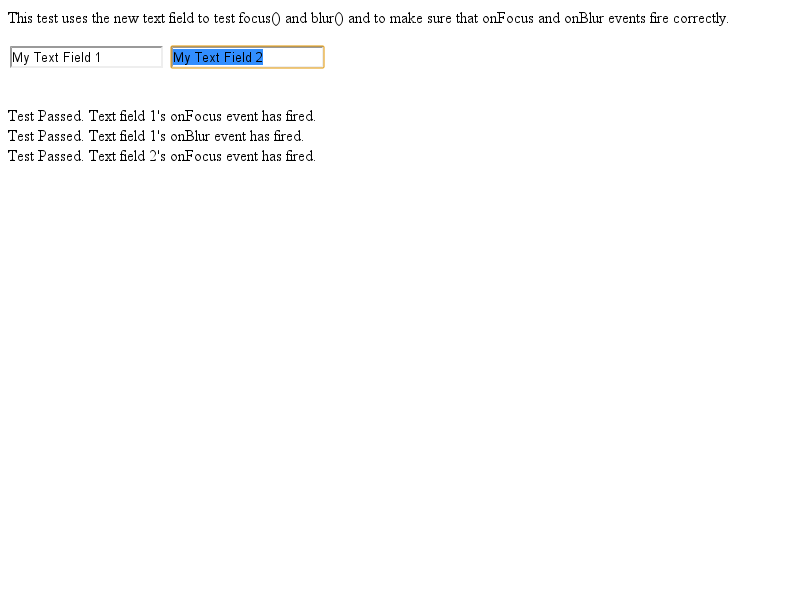 This test uses the new text field to test focus() and blur() and to make sure that onFocus and onBlur events fire correctly.
My Text Field 1 My Text Field 2
Test Passed. Text field 1's onFocus event has fired.
Test Passed. Text field 1's onBlur event has fired.
Test Passed. Text field 2's onFocus event has fired.